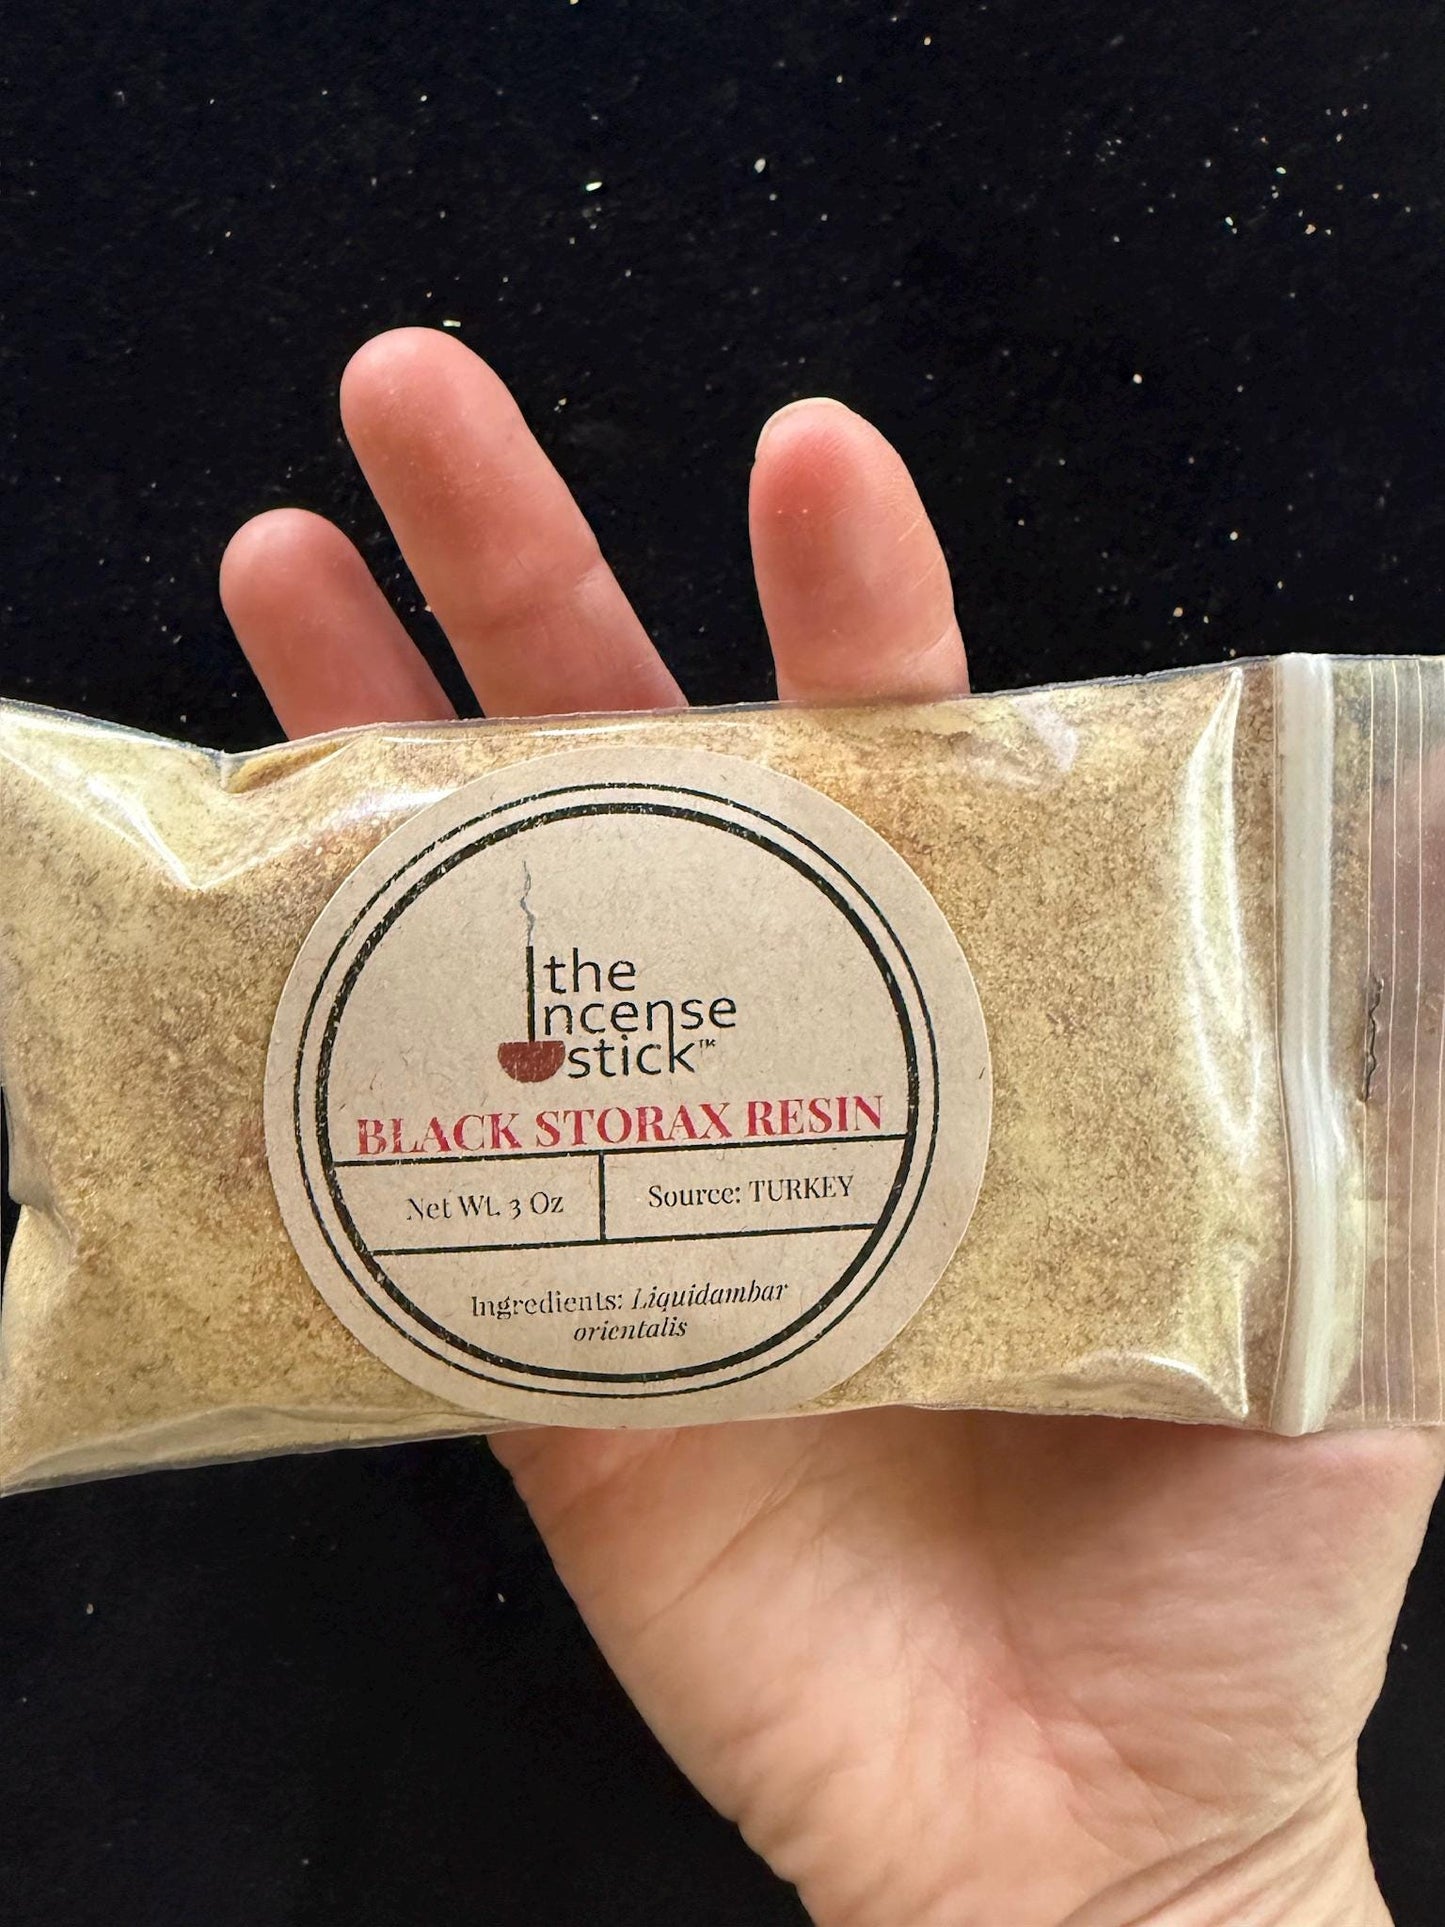 the
Incense
stick™
BLACK STORAX RESIN
Net Wt. 3 Oz
Source: TURKEY
Ingredients: Liquidambar
orientalis